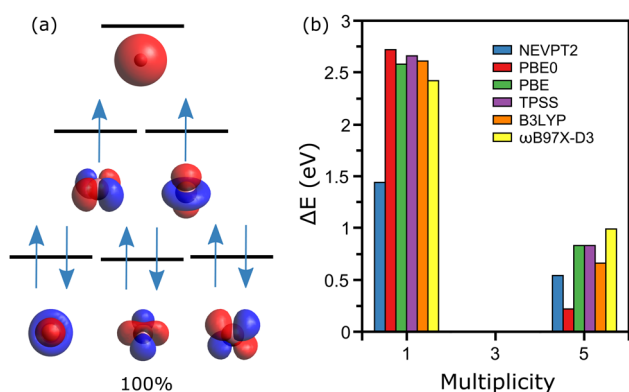 (a)
100%
(b)
ΔE (eV)
3
2.5
2
1.5
1
0.5
0
NEVPT2
PBE0
PBE
TPSS
B3LYP
ωB97X-D3
1 3 5
Multiplicity